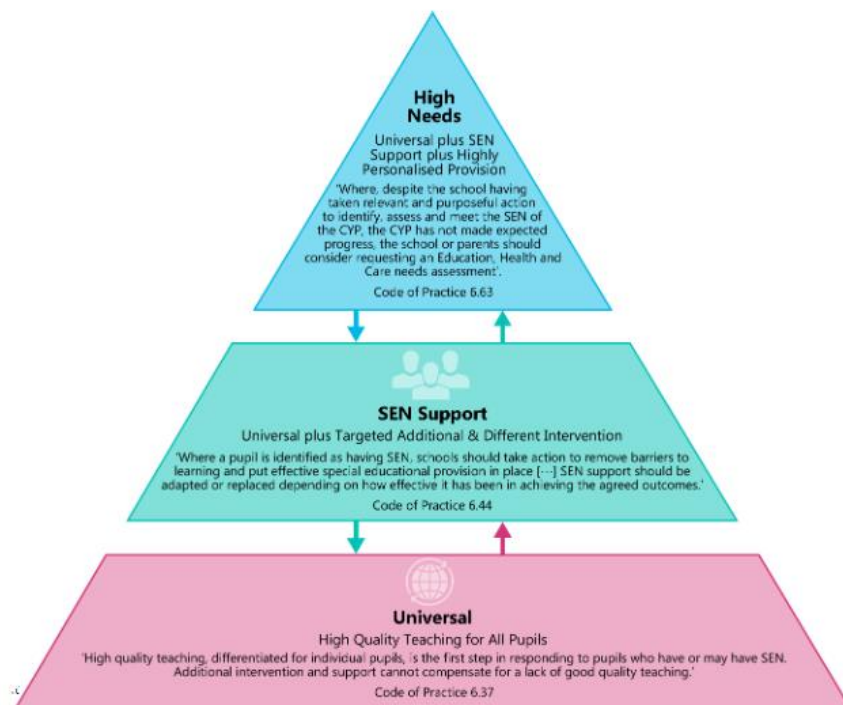 High
Needs
Universal plus SEN
Support plus Highly
Personalised Provision
'Where, despite the school having
taken relevant and purposeful action
to identify, assess and meet the SEN of
the CYP, the CYP has not made expected
progress, the school or parents should
consider requesting an Education, Health and
Care needs assessment'.
Code of Practice 6.63
SEN Support
Universal plus Targeted Additional & Different Intervention
'Where a pupil is identified as having SEN, schools should take action to remove barriers to
learning and put effective special educational provision in place [···] SEN support should be
adapted or replaced depending on how effective it has been in achieving the agreed outcomes.'
Code of Practice 6.44
Universal
High Quality Teaching for All Pupils
'High quality teaching, differentiated for individual pupils, is the first step in responding to pupils who have or may have SEN.
Additional intervention and support cannot compensate for a lack of good quality teaching.'
Code of Practice 6.37